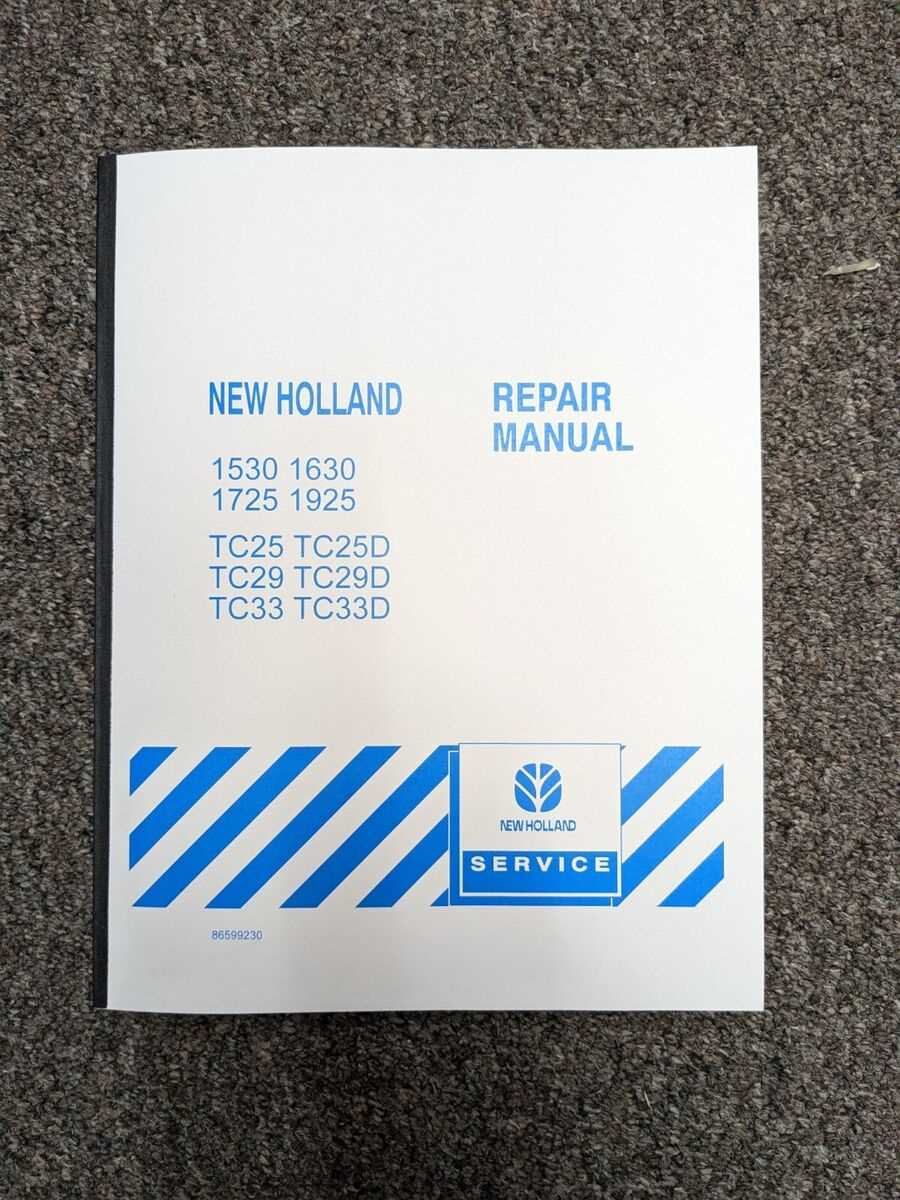 NEW HOLLAND
1530 1630
1725 1925
TC25 TC25D
TC29 TC29D
TC33 TC33D
REPAIR
MANUAL
NEW HOLLAND
SERVICE
86599230